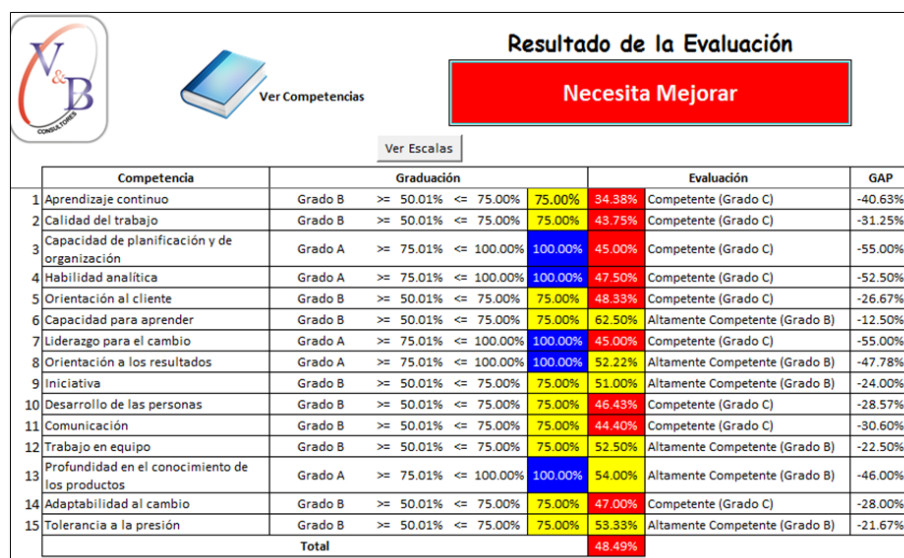 V&B
CONSULTORES
Ver Competencias
Resultado de la Evaluación
Necesita Mejorar
Ver Escalas
Competencia Graduación Evaluación GAP
1 Aprendizaje continuo Grado B >= 50.01% <= 75.00% 75.00% 34.38% Competente (Grado C) -40.63%
2 Calidad del trabajo Grado B >= 50.01% <= 75.00% 75.00% 43.75% Competente (Grado C) -31.25%
3 Capacidad de planificación y de
organización Grado A >= 75.01% <= 100.00% 100.00% 45.00% Competente (Grado C) -55.00%
4 Habilidad analítica Grado A >= 75.01% <= 100.00% 100.00% 47.50% Competente (Grado C) -52.50%
5 Orientación al cliente Grado B >= 50.01% <= 75.00% 75.00% 48.33% Competente (Grado C) -26.67%
6 Capacidad para aprender Grado B >= 50.01% <= 75.00% 75.00% 62.50% Altamente Competente (Grado B) -12.50%
7 Liderazgo para el cambio Grado A >= 75.01% <= 100.00% 100.00% 45.00% Competente (Grado C) -55.00%
8 Orientación a los resultados Grado A >= 75.01% <= 100.00% 100.00% 52.22% Altamente Competente (Grado B) -47.78%
9 Iniciativa Grado B >= 50.01% <= 75.00% 75.00% 51.00% Altamente Competente (Grado B) -24.00%
10 Desarrollo de las personas Grado B >= 50.01% <= 75.00% 75.00% 46.43% Competente (Grado C) -28.57%
11 Comunicación Grado B >= 50.01% <= 75.00% 75.00% 44.40% Competente (Grado C) -30.60%
12 Trabajo en equipo Grado B >= 50.01% <= 75.00% 75.00% 52.50% Altamente Competente (Grado B) -22.50%
13 Profundidad en el conocimiento de
los productos Grado A >= 75.01% <= 100.00% 100.00% 54.00% Altamente Competente (Grado B) -46.00%
14 Adaptabilidad al cambio Grado B >= 50.01% <= 75.00% 75.00% 47.00% Competente (Grado C) -28.00%
15 Tolerancia a la presión Grado B >= 50.01% <= 75.00% 75.00% 53.33% Altamente Competente (Grado B) -21.67%
Total 48.49%